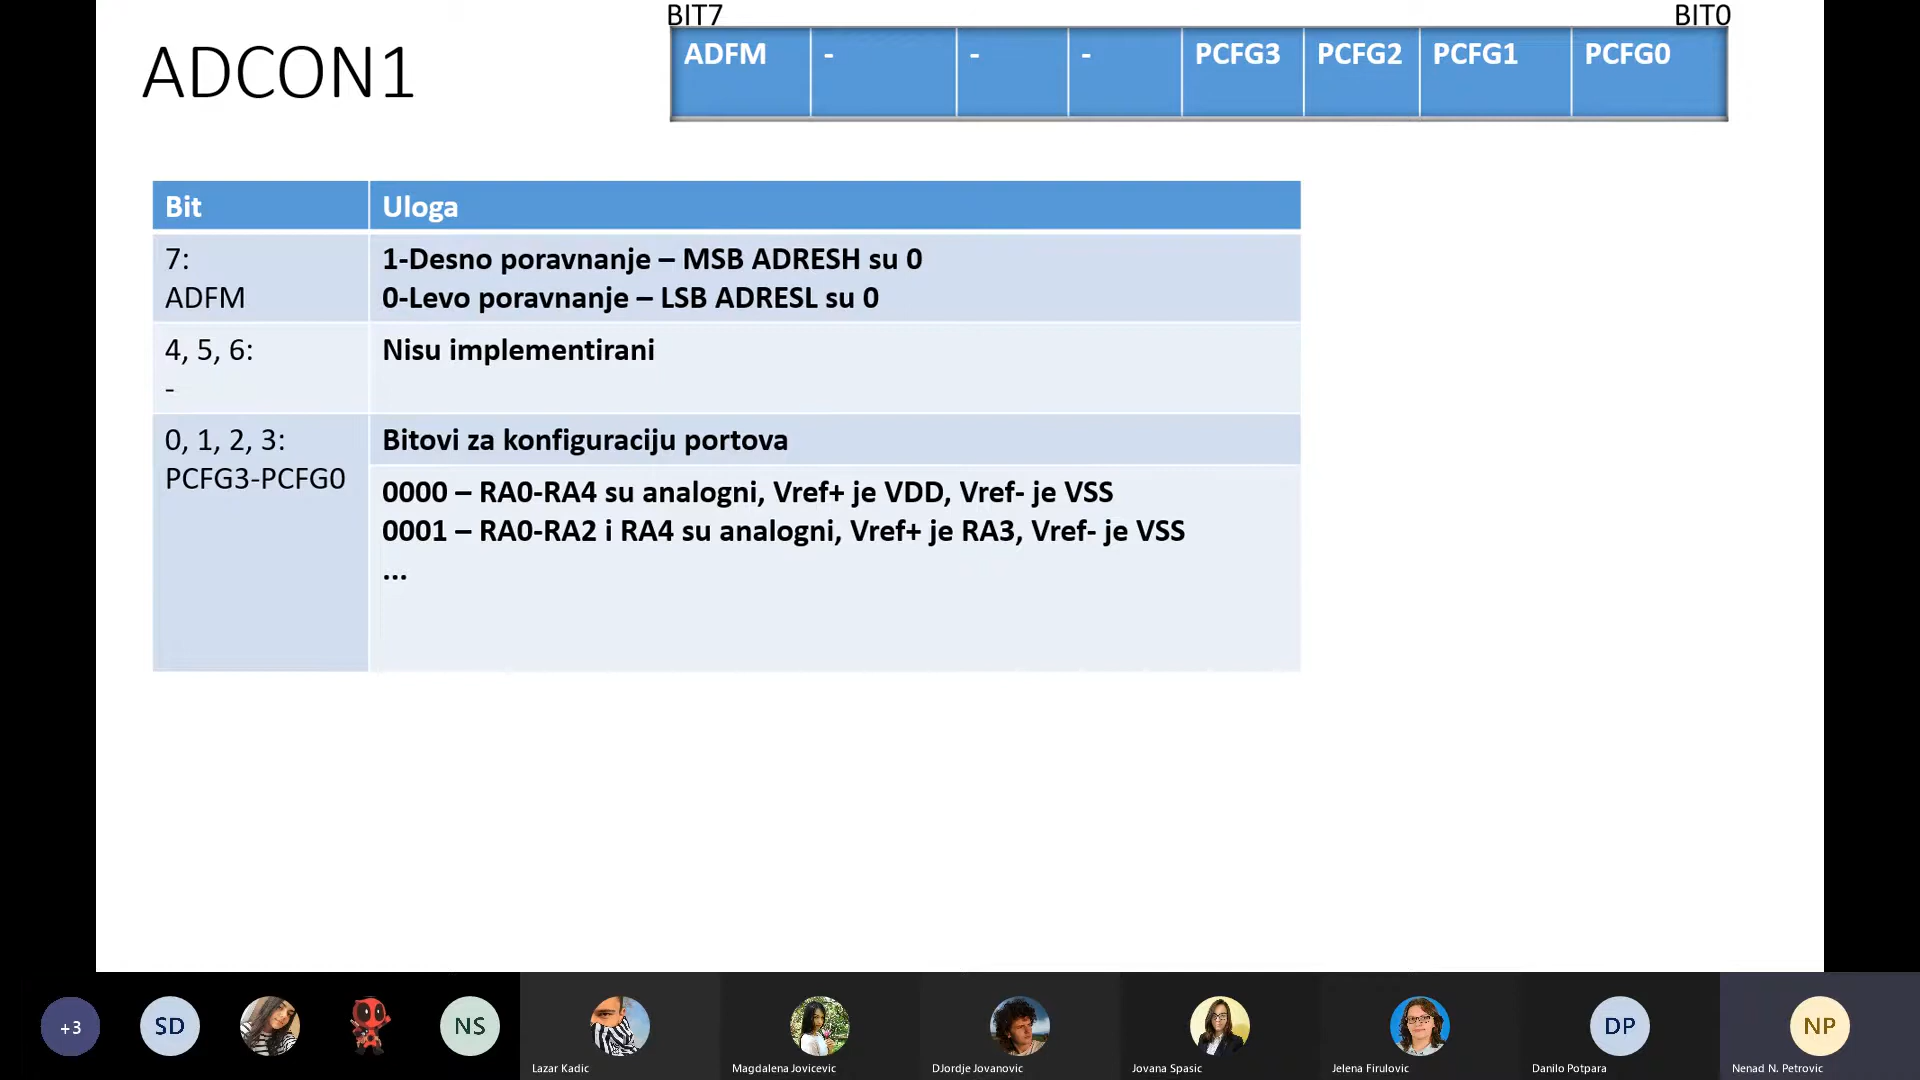 BIT7
BIT0
ADCON1
ADFM - - - PCFG3 PCFG2 PCFG1 PCFG0
Bit Uloga
7:
ADFM
1-Desno poravnanje – MSB ADRESH su 0
0-Levo poravnanje – LSB ADRESL su 0
4, 5, 6:
-
Nisu implementirani
0, 1, 2, 3:
PCFG3-PCFG0
Bitovi za konfiguraciju portova
0000 – RA0-RA4 su analogni, Vref+ je VDD, Vref- je VSS
0001 – RA0-RA2 i RA4 su analogni, Vref+ je RA3, Vref- je VSS
...
+3
SD
NS
DP
NP
Lazar Kadic
Magdalena Jovicevic
DJordje Jovanovic
Jovana Spasic
Jelena Firulovic
Danilo Potpara
Nenad N. Petrovic